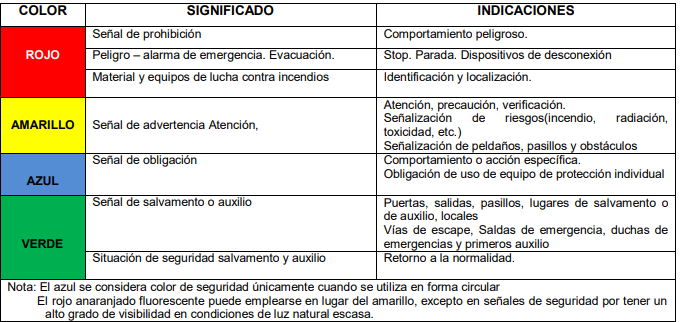 COLOR SIGNIFICADO INDICACIONES
ROJO
Señal de prohibición
Comportamiento peligroso.
Peligro – alarma de emergencia. Evacuación.
Stop. Parada. Dispositivos de desconexión
Material y equipos de lucha contra incendios
Identificación y localización.
AMARILLO
Señal de advertencia Atención,
Atención, precaución, verificación.
Señalización de riesgos(incendio, radiación,
toxicidad, etc.)
Señalización de peldaños, pasillos y obstáculos
AZUL
Señal de obligación
Comportamiento o acción específica.
Obligación de uso de equipo de protección individual
VERDE
Señal de salvamento o auxilio
Puertas, salidas, pasillos, lugares de salvamento o
de auxilio, locales
Vías de escape, Saldas de emergencia, duchas de
emergencias y primeros auxilio
Situación de seguridad salvamento y auxilio
Retorno a la normalidad.
Nota: El azul se considera color de seguridad únicamente cuando se utiliza en forma circular
El rojo anaranjado fluorescente puede emplearse en lugar del amarillo, excepto en señales de seguridad por tener un
alto grado de visibilidad en condiciones de luz natural escasa.